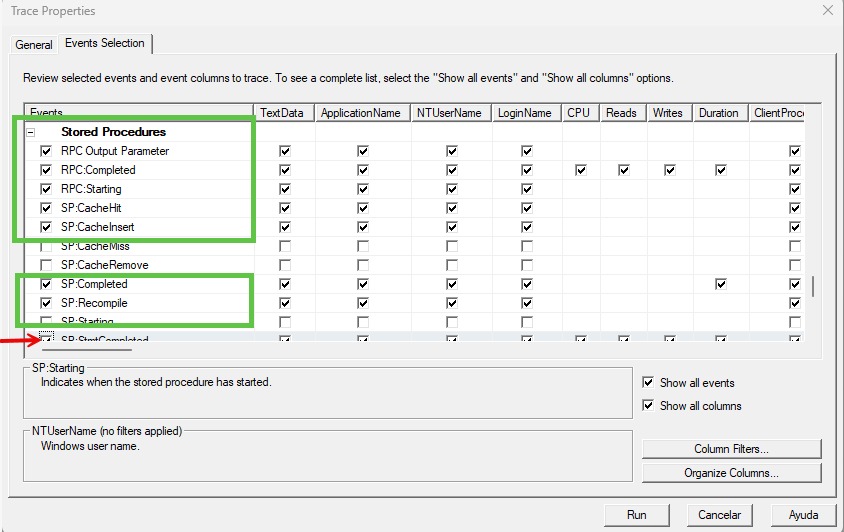 Trace Properties
General Events Selection
Review selected events and event columns to trace. To see a complete list, select the "Show all events" and "Show all columns" options.
Events TextData ApplicationName NTUserName LoginName CPU Reads Writes Duration ClientProce
Stored Procedures
RPC Output Parameter
RPC:Completed
RPC:Starting
SP:CacheHit
SP:CacheInsert
SP:CacheMiss
SP:CacheRemove
SP:Completed
SP:Recompile
SP:Starting
SP:StmtCompleted
SP:Starting
Indicates when the stored procedure has started.
Show all events
Show all columns
NTUserName (no filters applied)
Windows user name.
Column Filters...
Organize Columns...
Run Cancelar Ayuda